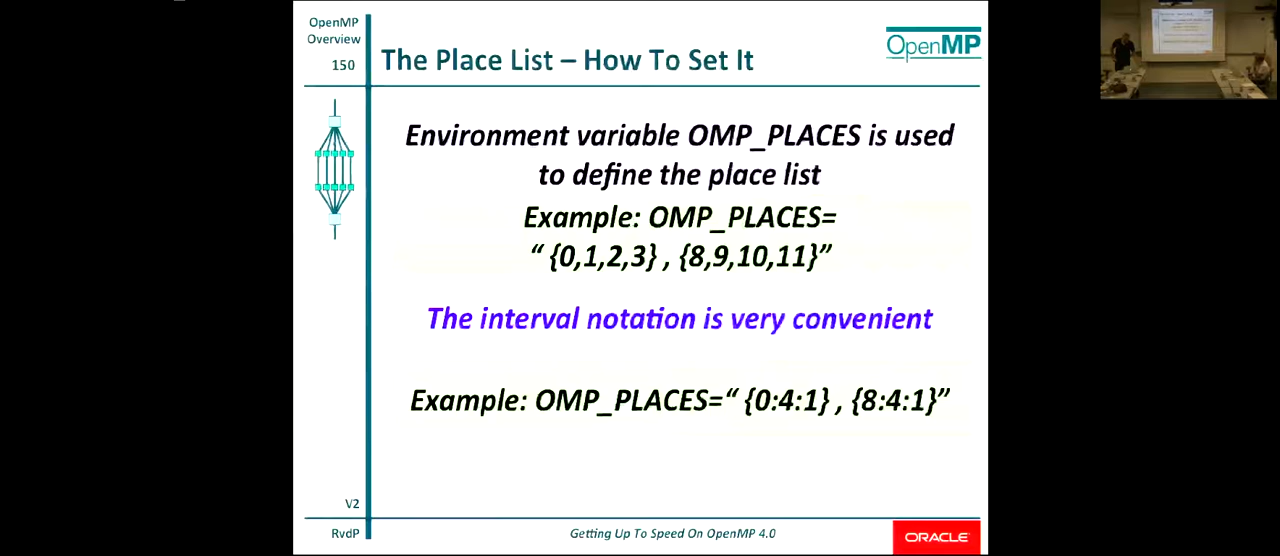 OpenMP
Overview
150
The Place List – How To Set It
OpenMP
Environment variable OMP_PLACES is used
to define the place list
Example: OMP_PLACES=
“ {0,1,2,3} , {8,9,10,11}”
The interval notation is very convenient
Example: OMP_PLACES=“ {0:4:1} , {8:4:1}”
V2
RvdP
Getting Up To Speed On OpenMP 4.0
ORACLE